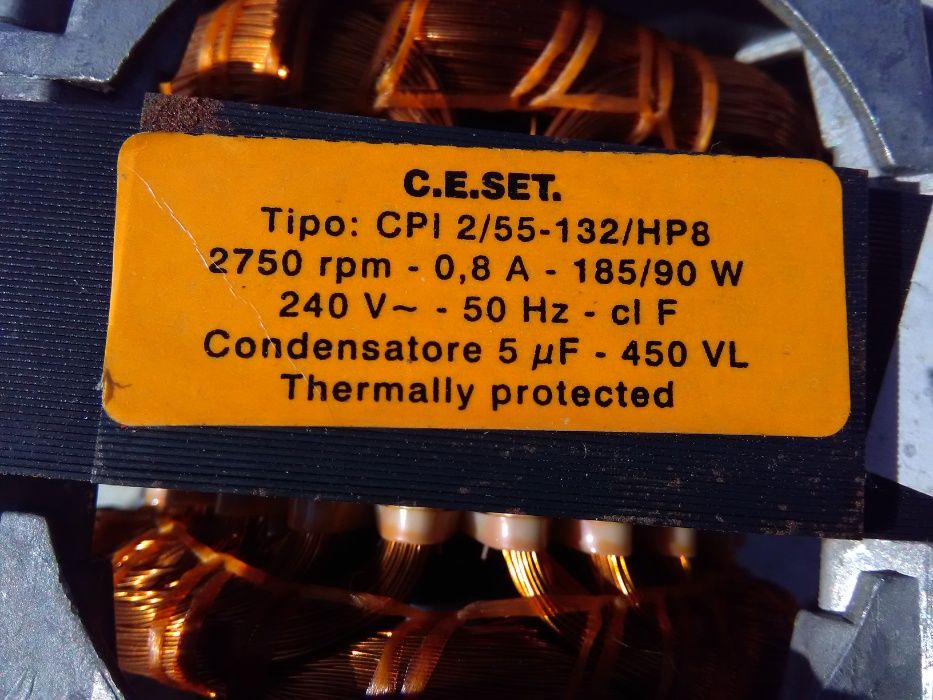 C.E.SET.
Tipo: CPI 2/55-132/HP8
2750 rpm - 0,8 A - 185/90 W
240 V~ - 50 Hz - cl F
Condensatore 5 µF - 450 VL
Thermally protected